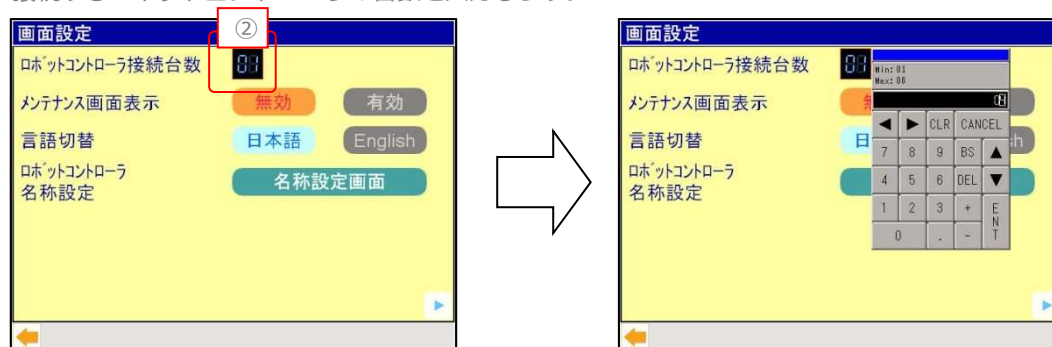 画面設定
②
ロボットコントローラ接続台数 01
メンテナンス画面表示 無効 有効
言語切替 日本語 English
ロボットコントローラ
名称設定 名称設定画面
画面設定
ロボットコントローラ接続台数 01
Min: 01
Max: 08
メンテナンス画面表示
CLR CANCEL
言語切替 日
7 8 9 BS
ロボットコントローラ
名称設定
4 5 6 DEL
1 2 3 + ENT
0 . -